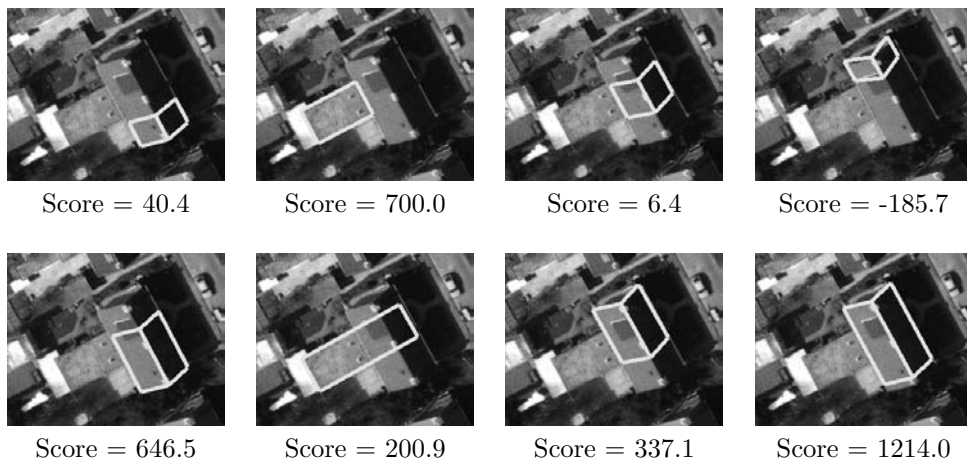 Score = 40.4
Score = 700.0
Score = 6.4
Score = -185.7
Score = 646.5
Score = 200.9
Score = 337.1
Score = 1214.0